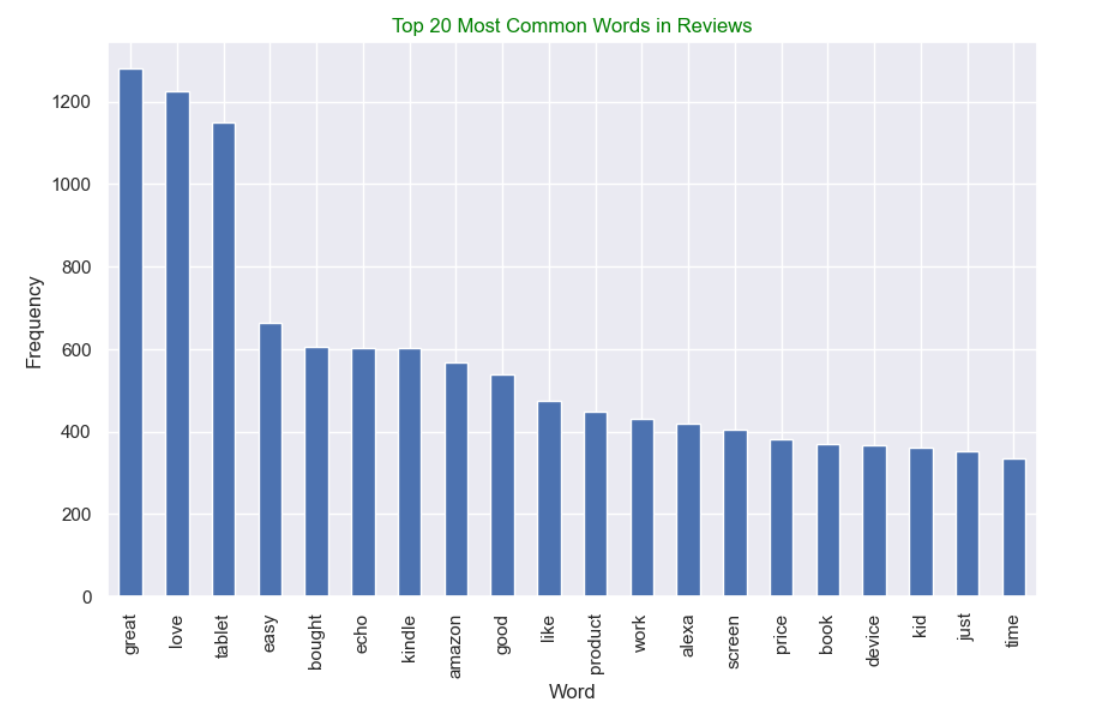 Top 20 Most Common Words in Reviews
1200
1000
800
600
400
200
0
Frequency
great
love
tablet
easy
bought
echo
kindle
amazon
good
like
product
work
alexa
screen
price
book
device
kid
just
time
Word